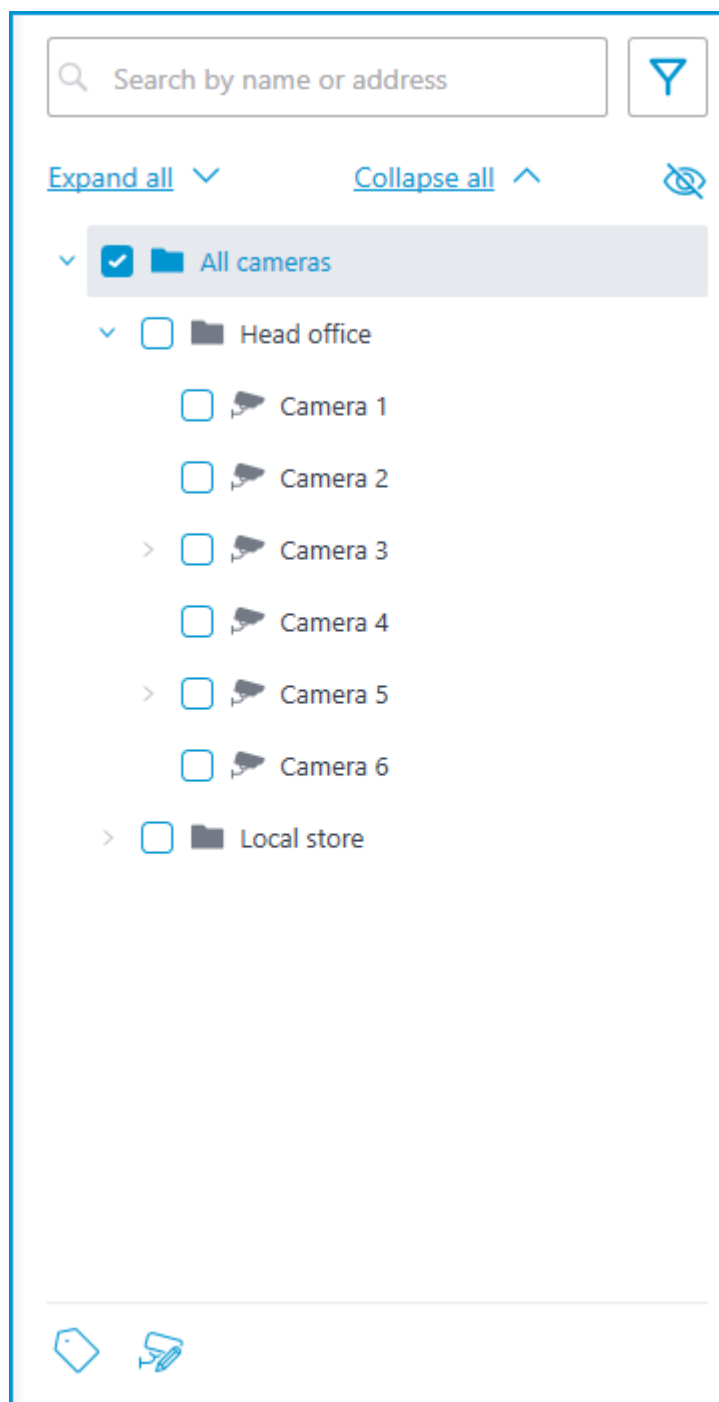 Search by name or address
Expand all Collapse all
All cameras
Head office
Camera 1
Camera 2
Camera 3
Camera 4
Camera 5
Camera 6
Local store